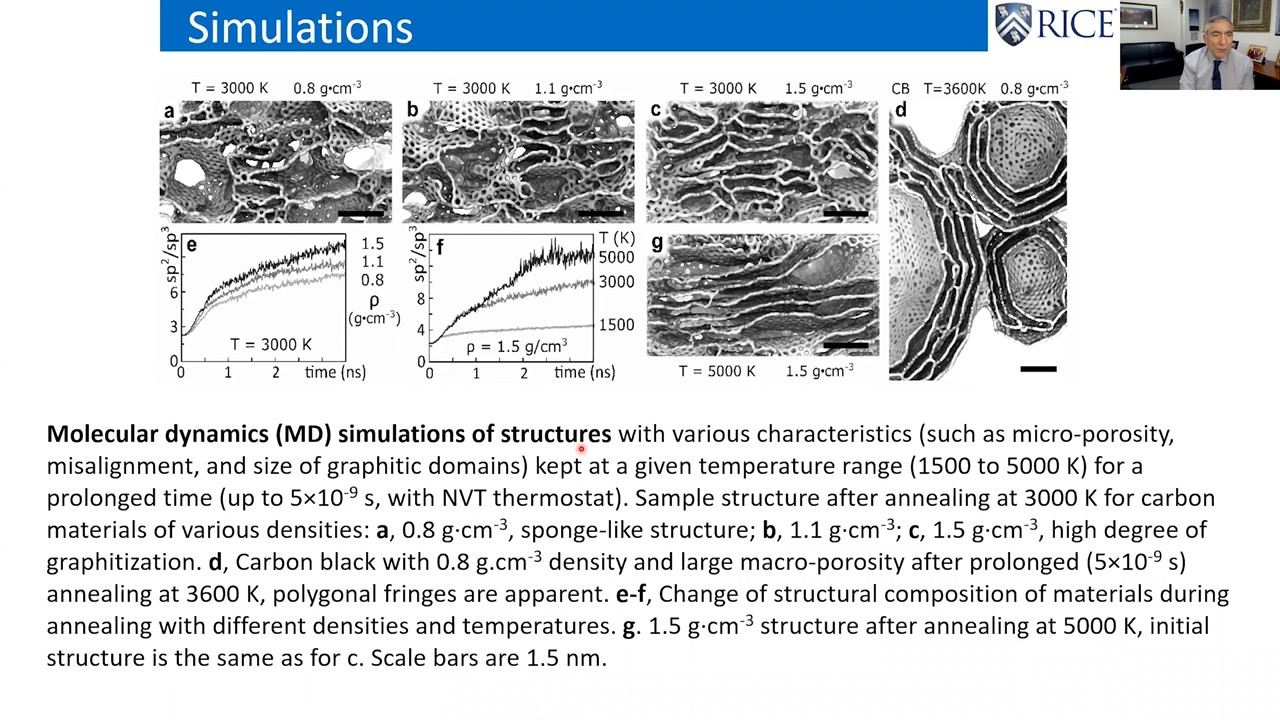 Simulations
RICE
T = 3000 K 0.8 g•cm-3
T = 3000 K 1.1 g•cm-3
T = 3000 K 1.5 g•cm-3
CB T=3600K 0.8 g•cm-3
a
b
c
d
e
sp2/sp3
6
3
0
0 1 2 time (ns)
T = 3000 K
1.5
1.1
0.8
ρ
(g•cm-3)
f
sp2/sp3
8
4
0
0 1 2 time (ns)
ρ = 1.5 g/cm3
T (K)
5000
3000
1500
g
T = 5000 K 1.5 g•cm-3
Molecular dynamics (MD) simulations of structures with various characteristics (such as micro-porosity,
misalignment, and size of graphitic domains) kept at a given temperature range (1500 to 5000 K) for a
prolonged time (up to 5×10-9 s, with NVT thermostat). Sample structure after annealing at 3000 K for carbon
materials of various densities: a, 0.8 g·cm-3, sponge-like structure; b, 1.1 g·cm-3; c, 1.5 g·cm-3, high degree of
graphitization. d, Carbon black with 0.8 g.cm-3 density and large macro-porosity after prolonged (5×10-9 s)
annealing at 3600 K, polygonal fringes are apparent. e-f, Change of structural composition of materials during
annealing with different densities and temperatures. g. 1.5 g·cm-3 structure after annealing at 5000 K, initial
structure is the same as for c. Scale bars are 1.5 nm.